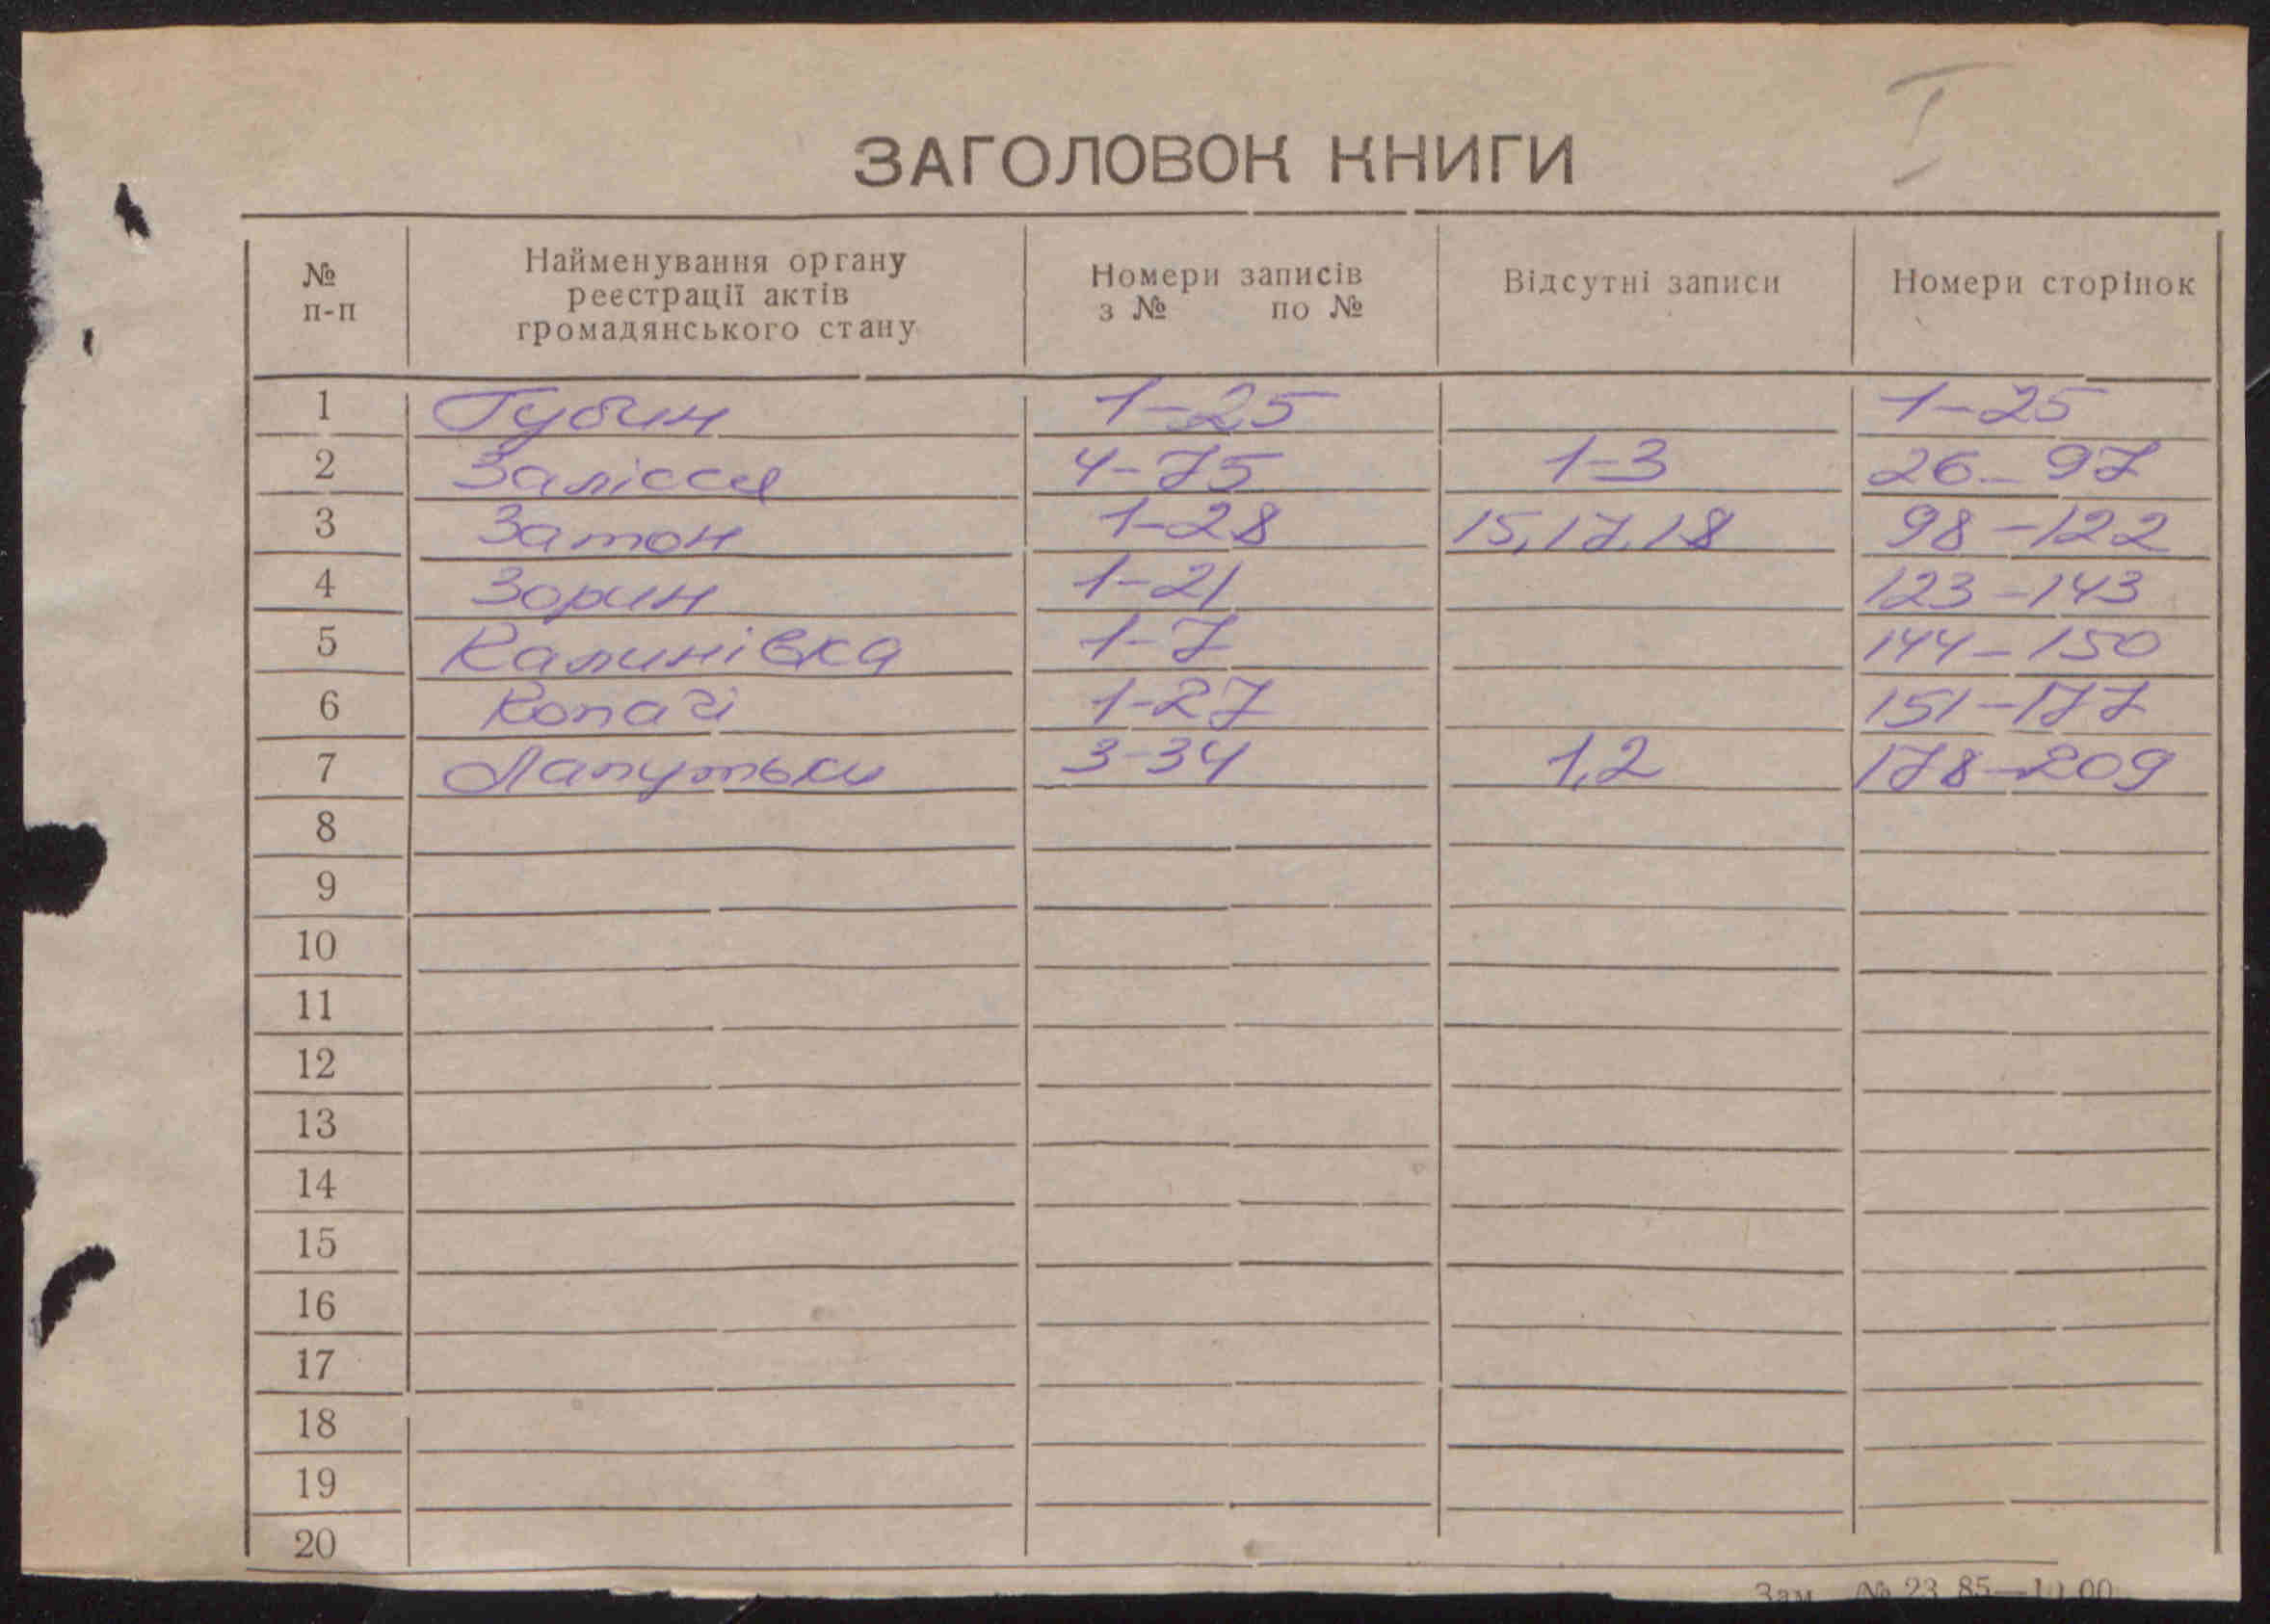 I
ЗАГОЛОВОК КНИГИ
№ п-п Найменування органу реєстрації актів громадянського стану Номери записів з № по № Відсутні записи Номери сторінок
1 Губин 1-25 1-25
2 Залісся 4-75 1-3 26-97
3 Затон 1-28 15,17,18 98-122
4 Зорин 1-21 123-143
5 Калинівка 1-7 144-150
6 Копачі 1-27 151-177
7 Лапутьки 3-34 1,2 178-209
8
9
10
11
12
13
14
15
16
17
18
19
20
Зам. № 23 85—10.00